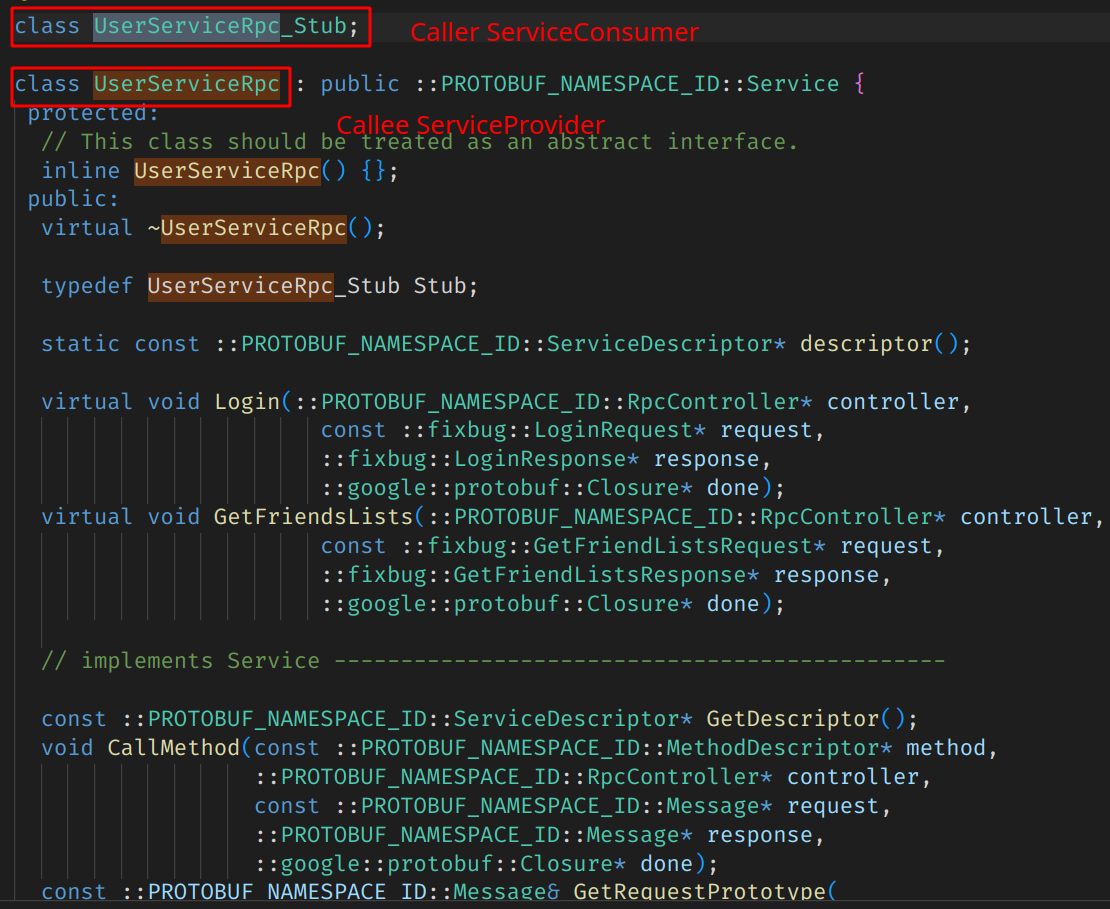 class UserServiceRpc_Stub;
Caller ServiceConsumer
class UserServiceRpc : public ::PROTOBUF_NAMESPACE_ID::Service {
protected:
Callee ServiceProvider
// This class should be treated as an abstract interface.
inline UserServiceRpc() {};
public:
virtual ~UserServiceRpc();
typedef UserServiceRpc_Stub Stub;
static const ::PROTOBUF_NAMESPACE_ID::ServiceDescriptor* descriptor();
virtual void Login(::PROTOBUF_NAMESPACE_ID::RpcController* controller,
const ::fixbug::LoginRequest* request,
::fixbug::LoginResponse* response,
::google::protobuf::Closure* done);
virtual void GetFriendsLists(::PROTOBUF_NAMESPACE_ID::RpcController* controller,
const ::fixbug::GetFriendListsRequest* request,
::fixbug::GetFriendListsResponse* response,
::google::protobuf::Closure* done);
// implements Service ----------------------------------------------
const ::PROTOBUF_NAMESPACE_ID::ServiceDescriptor* GetDescriptor();
void CallMethod(const ::PROTOBUF_NAMESPACE_ID::MethodDescriptor* method,
::PROTOBUF_NAMESPACE_ID::RpcController* controller,
const ::PROTOBUF_NAMESPACE_ID::Message* request,
::PROTOBUF_NAMESPACE_ID::Message* response,
::google::protobuf::Closure* done);
const ::PROTOBUF_NAMESPACE_ID::Message& GetRequestPrototype(